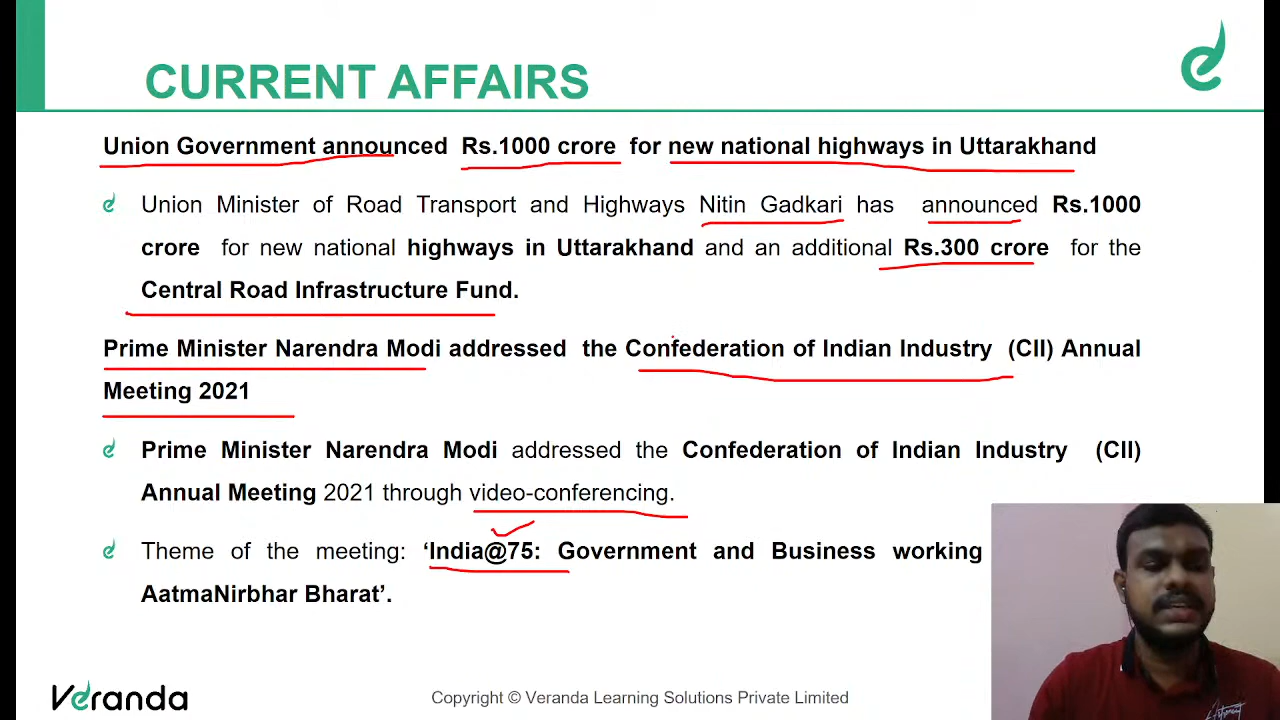 CURRENT AFFAIRS
Union Government announced Rs.1000 crore for new national highways in Uttarakhand
Union Minister of Road Transport and Highways Nitin Gadkari has announced Rs.1000
crore for new national highways in Uttarakhand and an additional Rs.300 crore for the
Central Road Infrastructure Fund.
Prime Minister Narendra Modi addressed the Confederation of Indian Industry (CII) Annual
Meeting 2021
Prime Minister Narendra Modi addressed the Confederation of Indian Industry (CII)
Annual Meeting 2021 through video-conferencing.
Theme of the meeting: ‘India@75: Government and Business working
AatmaNirbhar Bharat’.
Veranda
Copyright © Veranda Learning Solutions Private Limited